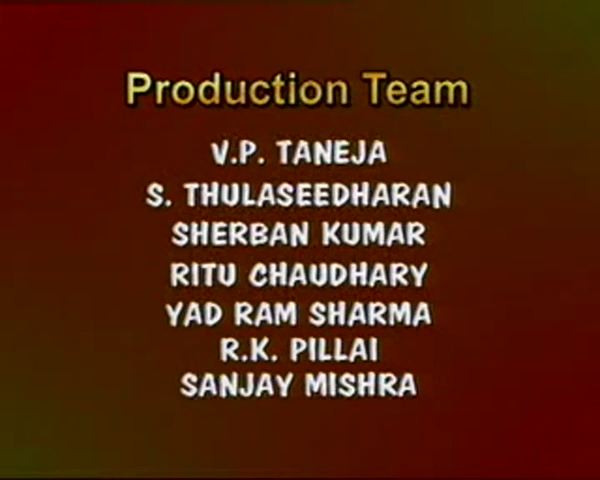 Production Team
V.P. TANEJA
S. THULASEEDHARAN
SHERBAN KUMAR
RITU CHAUDHARY
YAD RAM SHARMA
R.K. PILLAI
SANJAY MISHRA